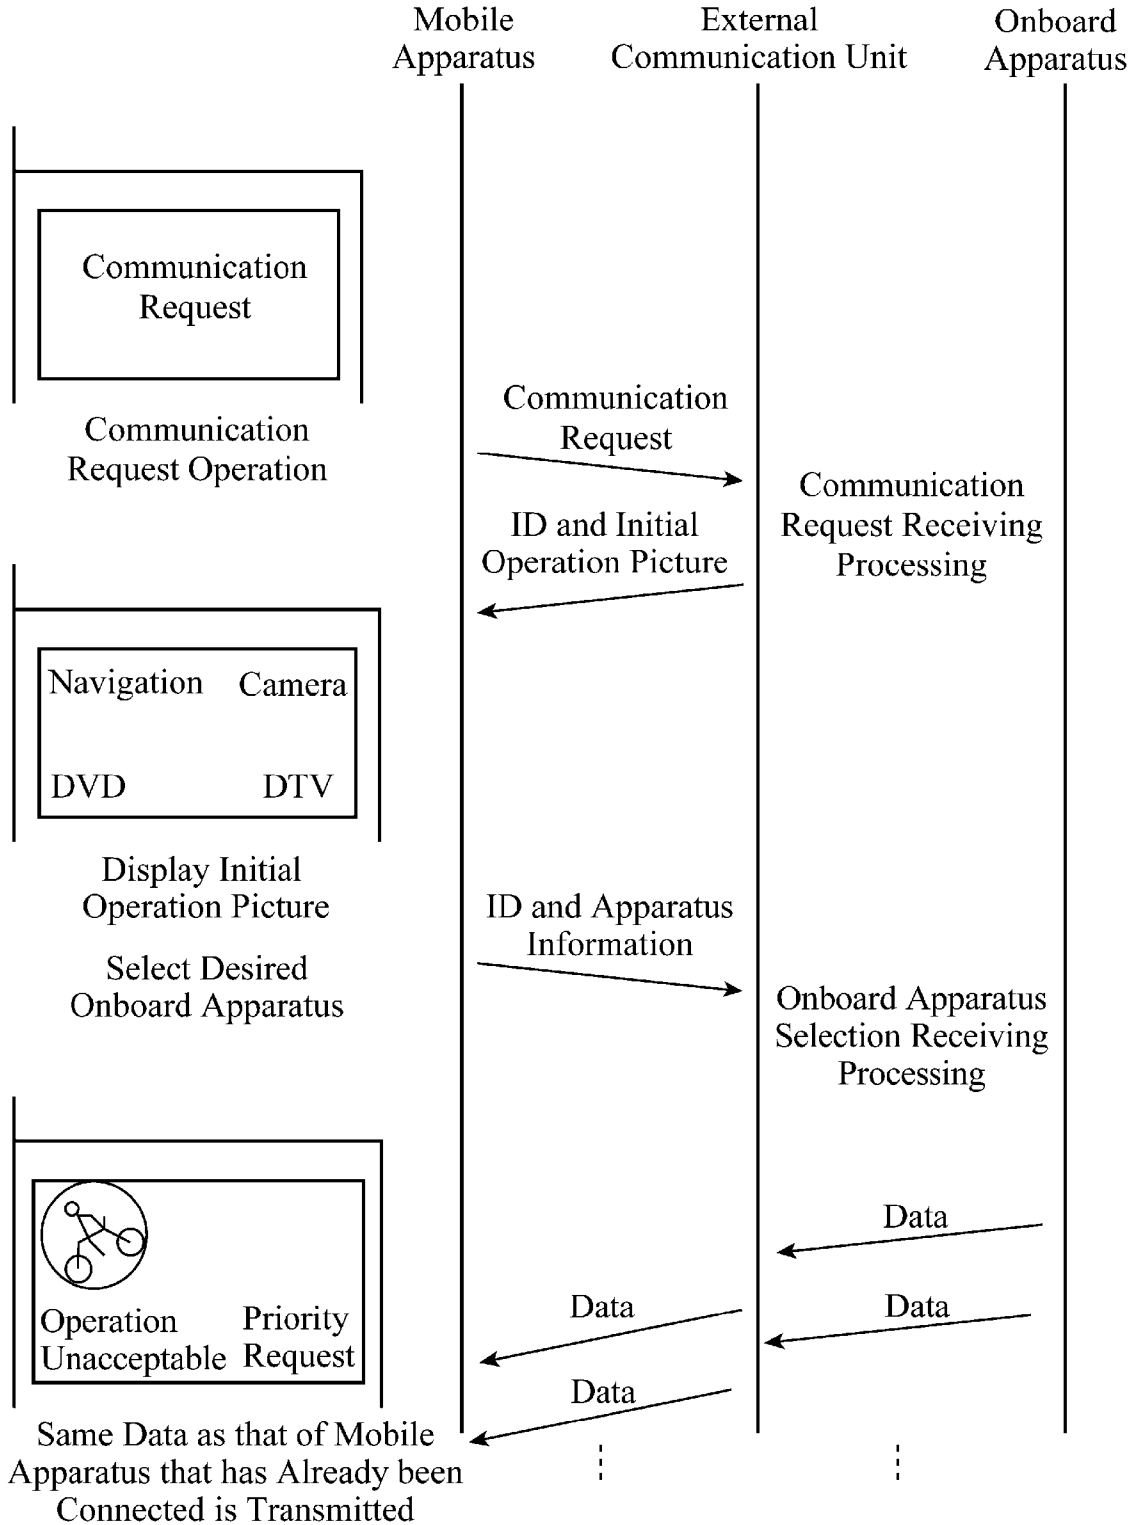 Mobile
Apparatus
External
Communication Unit
Onboard
Apparatus
Communication
Request
Communication
Request Operation
Communication
Request
Communication
Request Receiving
Processing
ID and Initial
Operation Picture
Navigation
Camera
DVD
DTV
Display Initial
Operation Picture
Select Desired
Onboard Apparatus
ID and Apparatus
Information
Onboard Apparatus
Selection Receiving
Processing
Data
Data
Data
Data
Operation
Unacceptable
Priority
Request
Same Data as that of Mobile
Apparatus that has Already been
Connected is Transmitted